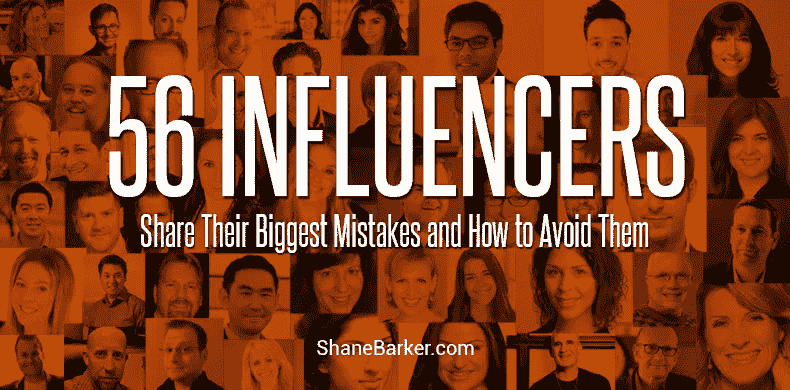 56 INFLUENCERS
Share Their Biggest Mistakes and How to Avoid Them
ShaneBarker.com